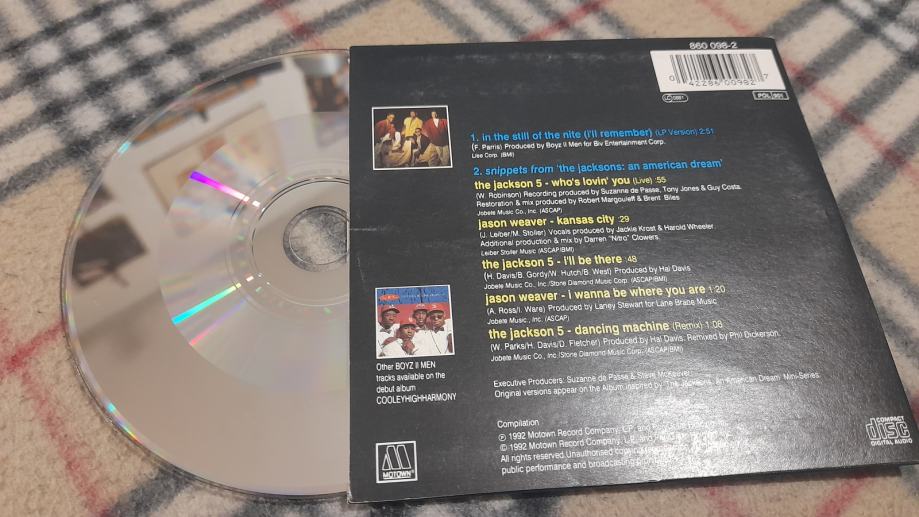 860 098-2
0 42286 00982 7
LC 0881
POL 901
1. in the still of the nite (i'll remember) (LP Version) 2:51
(F. Parris) Produced by Boyz II Men for Biv Entertainment Corp.
Llee Corp. (BMI)
2. snippets from 'the jacksons: an american dream'
the jackson 5 - who's lovin' you (Live) :55
(W. Robinson) Recording produced by Suzanne de Passe, Tony Jones & Guy Costa.
Restoration & mix produced by Robert Margouleff & Brent Blies
Jobete Music Co., Inc. (ASCAP)
jason weaver - kansas city :29
(J. Leiber/M. Stoller) Vocals produced by Jackie Krost & Harold Wheeler.
Additional production & mix by Darren "Nitro" Clowers.
Leiber Stoller Music (ASCAP/BMI)
the jackson 5 - i'll be there :48
(H. Davis/B. Gordy/W. Hutch/B. West) Produced by Hal Davis
Jobete Music Co., Inc./Stone Diamond Music Corp. (ASCAP/BMI)
jason weaver - i wanna be where you are 1:20
(A. Ross/L. Ware) Produced by Laney Stewart for Lane Brane Music
Jobete Music., Inc. (ASCAP)
the jackson 5 - dancing machine (Remix) 1:08
(W. Parks/H. Davis/D. Fletcher) Produced by Hal Davis. Remixed by Phil Dickerson.
Jobete Music Co., Inc./Stone Diamond Music Corp. (ASCAP/BMI)
Other BOYZ II MEN
tracks available on the
debut album
COOLEYHIGHHARMONY
Executive Producers: Suzanne de Passe & Steve McKeever.
Original versions appear on the Album inspired by 'The Jacksons: An American Dream' Mini-Series.
Compilation
℗ 1992 Motown Record Company, L.P.
© 1992 Motown Record Company, L.P.
All rights reserved. Unauthorised
public performance and broadcasting
MOTOWN
COMPACT
disc
DIGITAL AUDIO